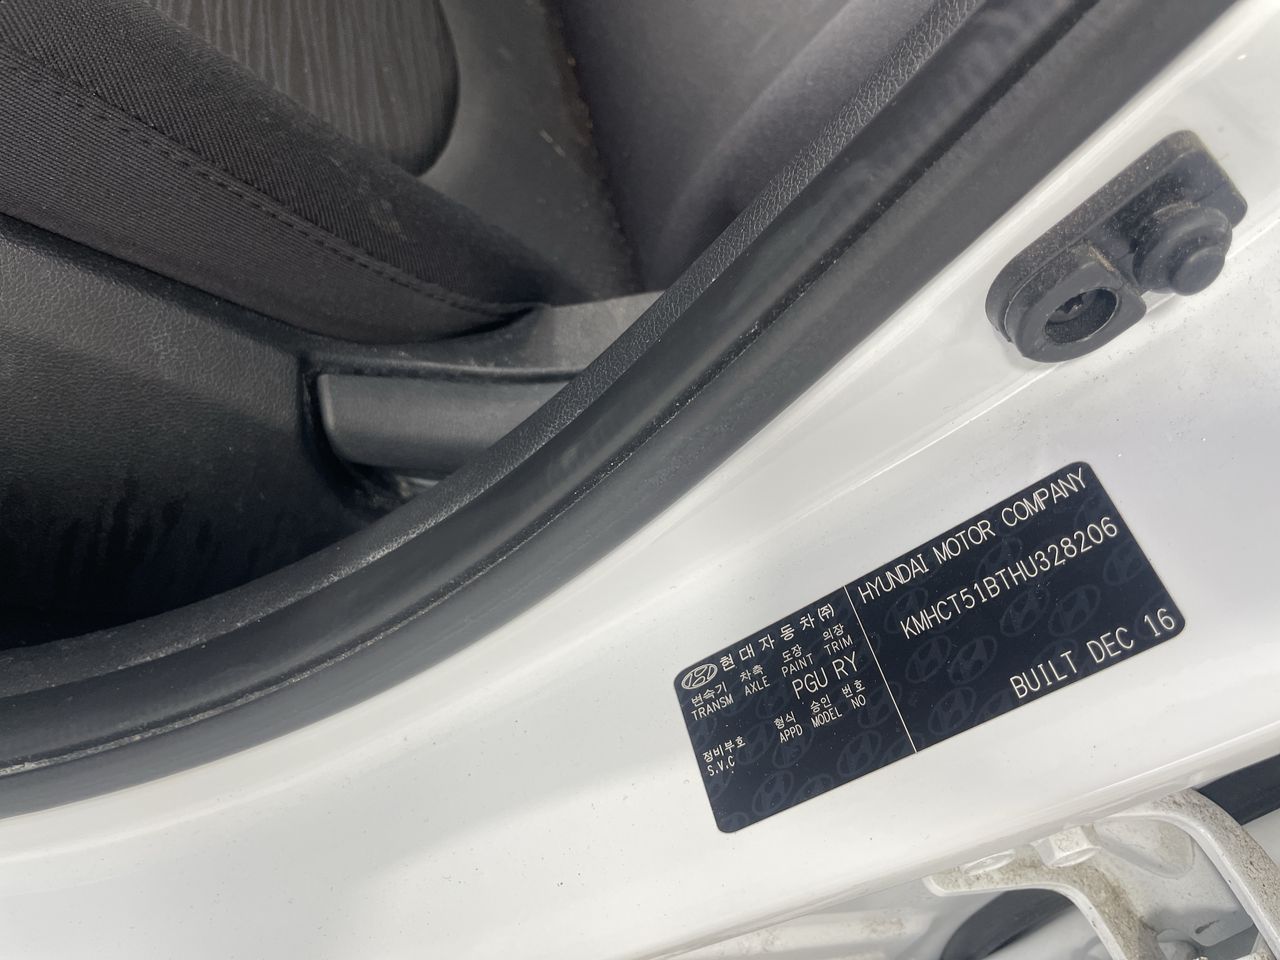 현대자동차(주)
변속기 차축 도장 의장
TRANSM AXLE PAINT TRIM
PGU RY
형식 승인 번호
APPD MODEL NO
정비부호
S.V.C
HYUNDAI MOTOR COMPANY
KMHCT51BTHU328206
BUILT DEC 16